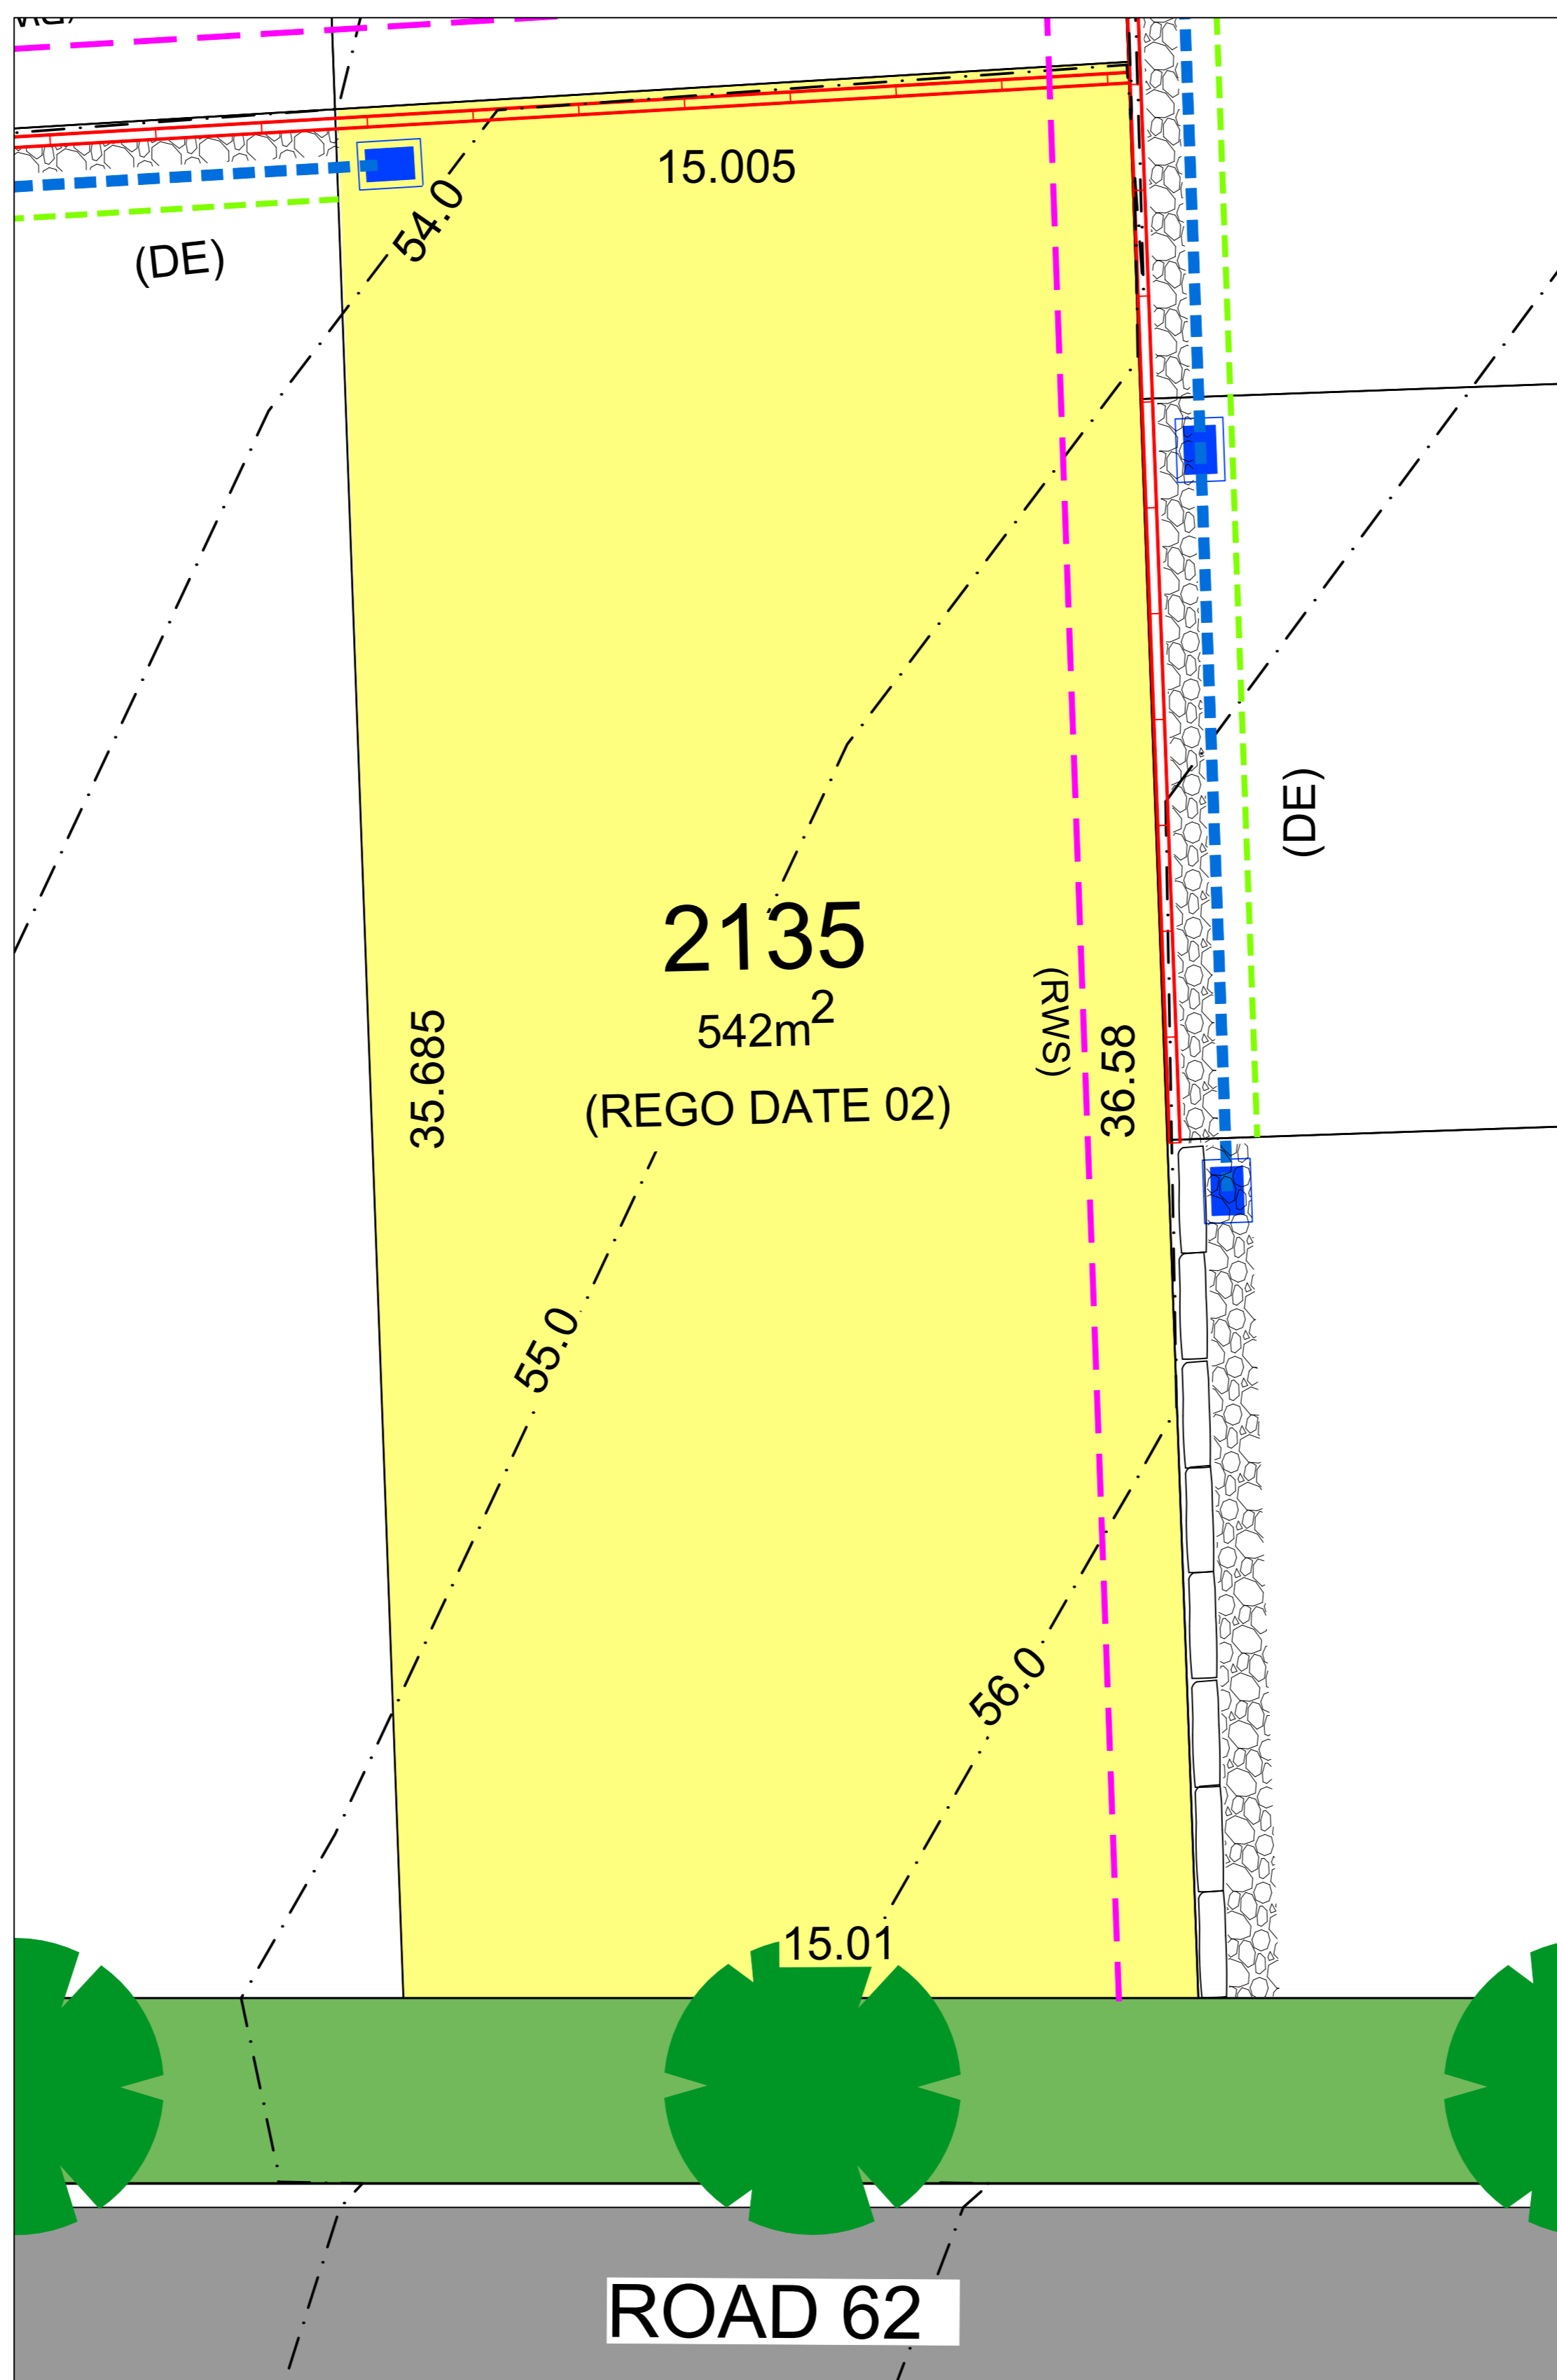 15.005
54.0
(DE)
(DE)
2135
542m²
(REGO DATE 02)
(RWS)
35.685
36.58
55.0
56.0
15.01
ROAD 62